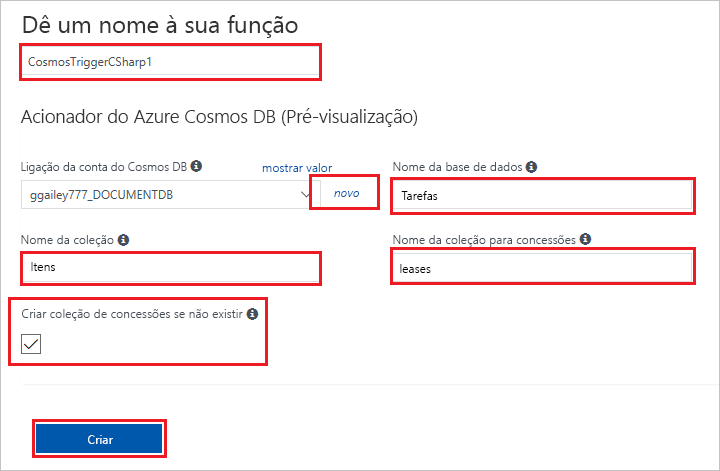 Dê um nome à sua função
CosmosTriggerCSharp1
Acionador do Azure Cosmos DB (Pré-visualização)
Ligação da conta do Cosmos DB
mostrar valor
ggailey777_DOCUMENTDB
novo
Nome da base de dados
Tarefas
Nome da coleção
Itens
Nome da coleção para concessões
leases
Criar coleção de concessões se não existir
Criar